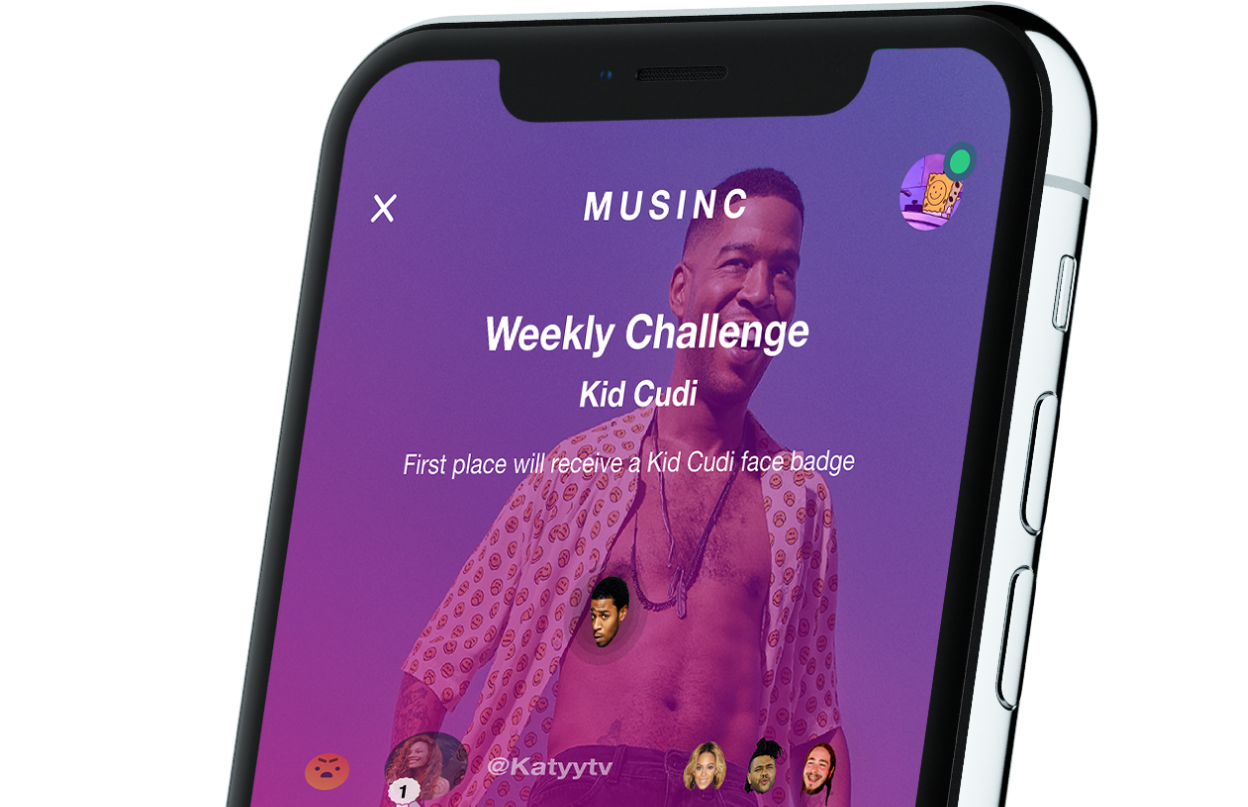 MUSINC
Weekly Challenge
Kid Cudi
First place will receive a Kid Cudi face badge
1 @Katyytv